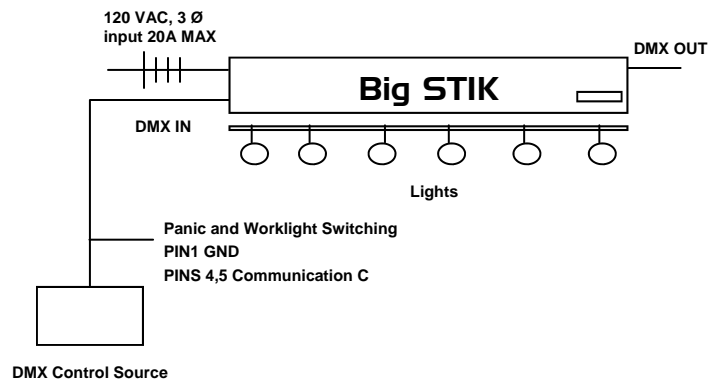 120 VAC, 3 Ø
input 20A MAX
DMX OUT
Big STIK
DMX IN
Lights
Panic and Worklight Switching
PIN1 GND
PINS 4,5 Communication C
DMX Control Source